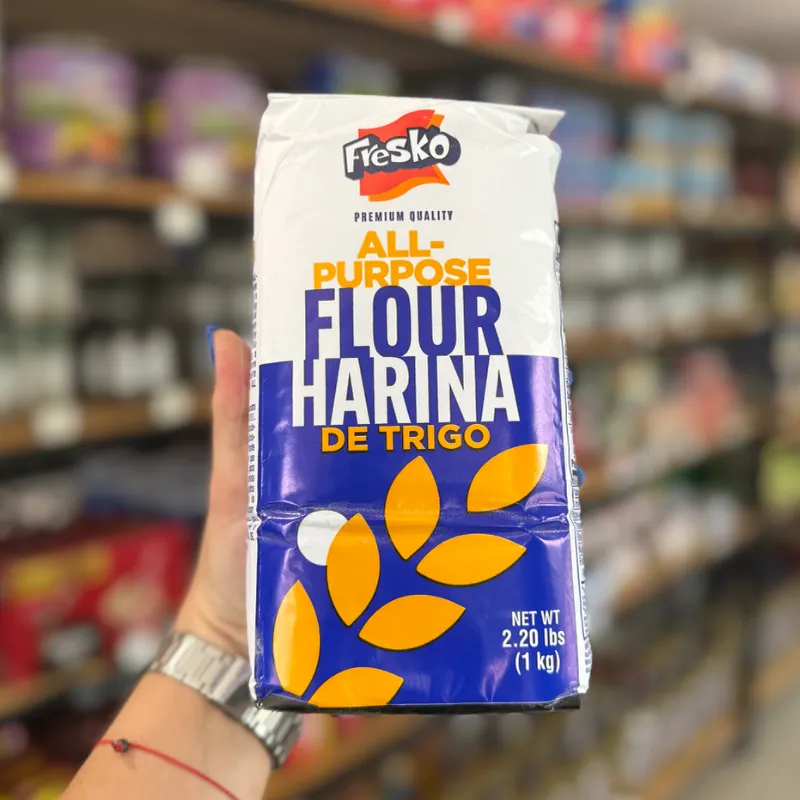 Fresko
PREMIUM QUALITY
ALL-
PURPOSE
FLOUR
HARINA
DE TRIGO
NET WT
2.20 lbs
(1 kg)